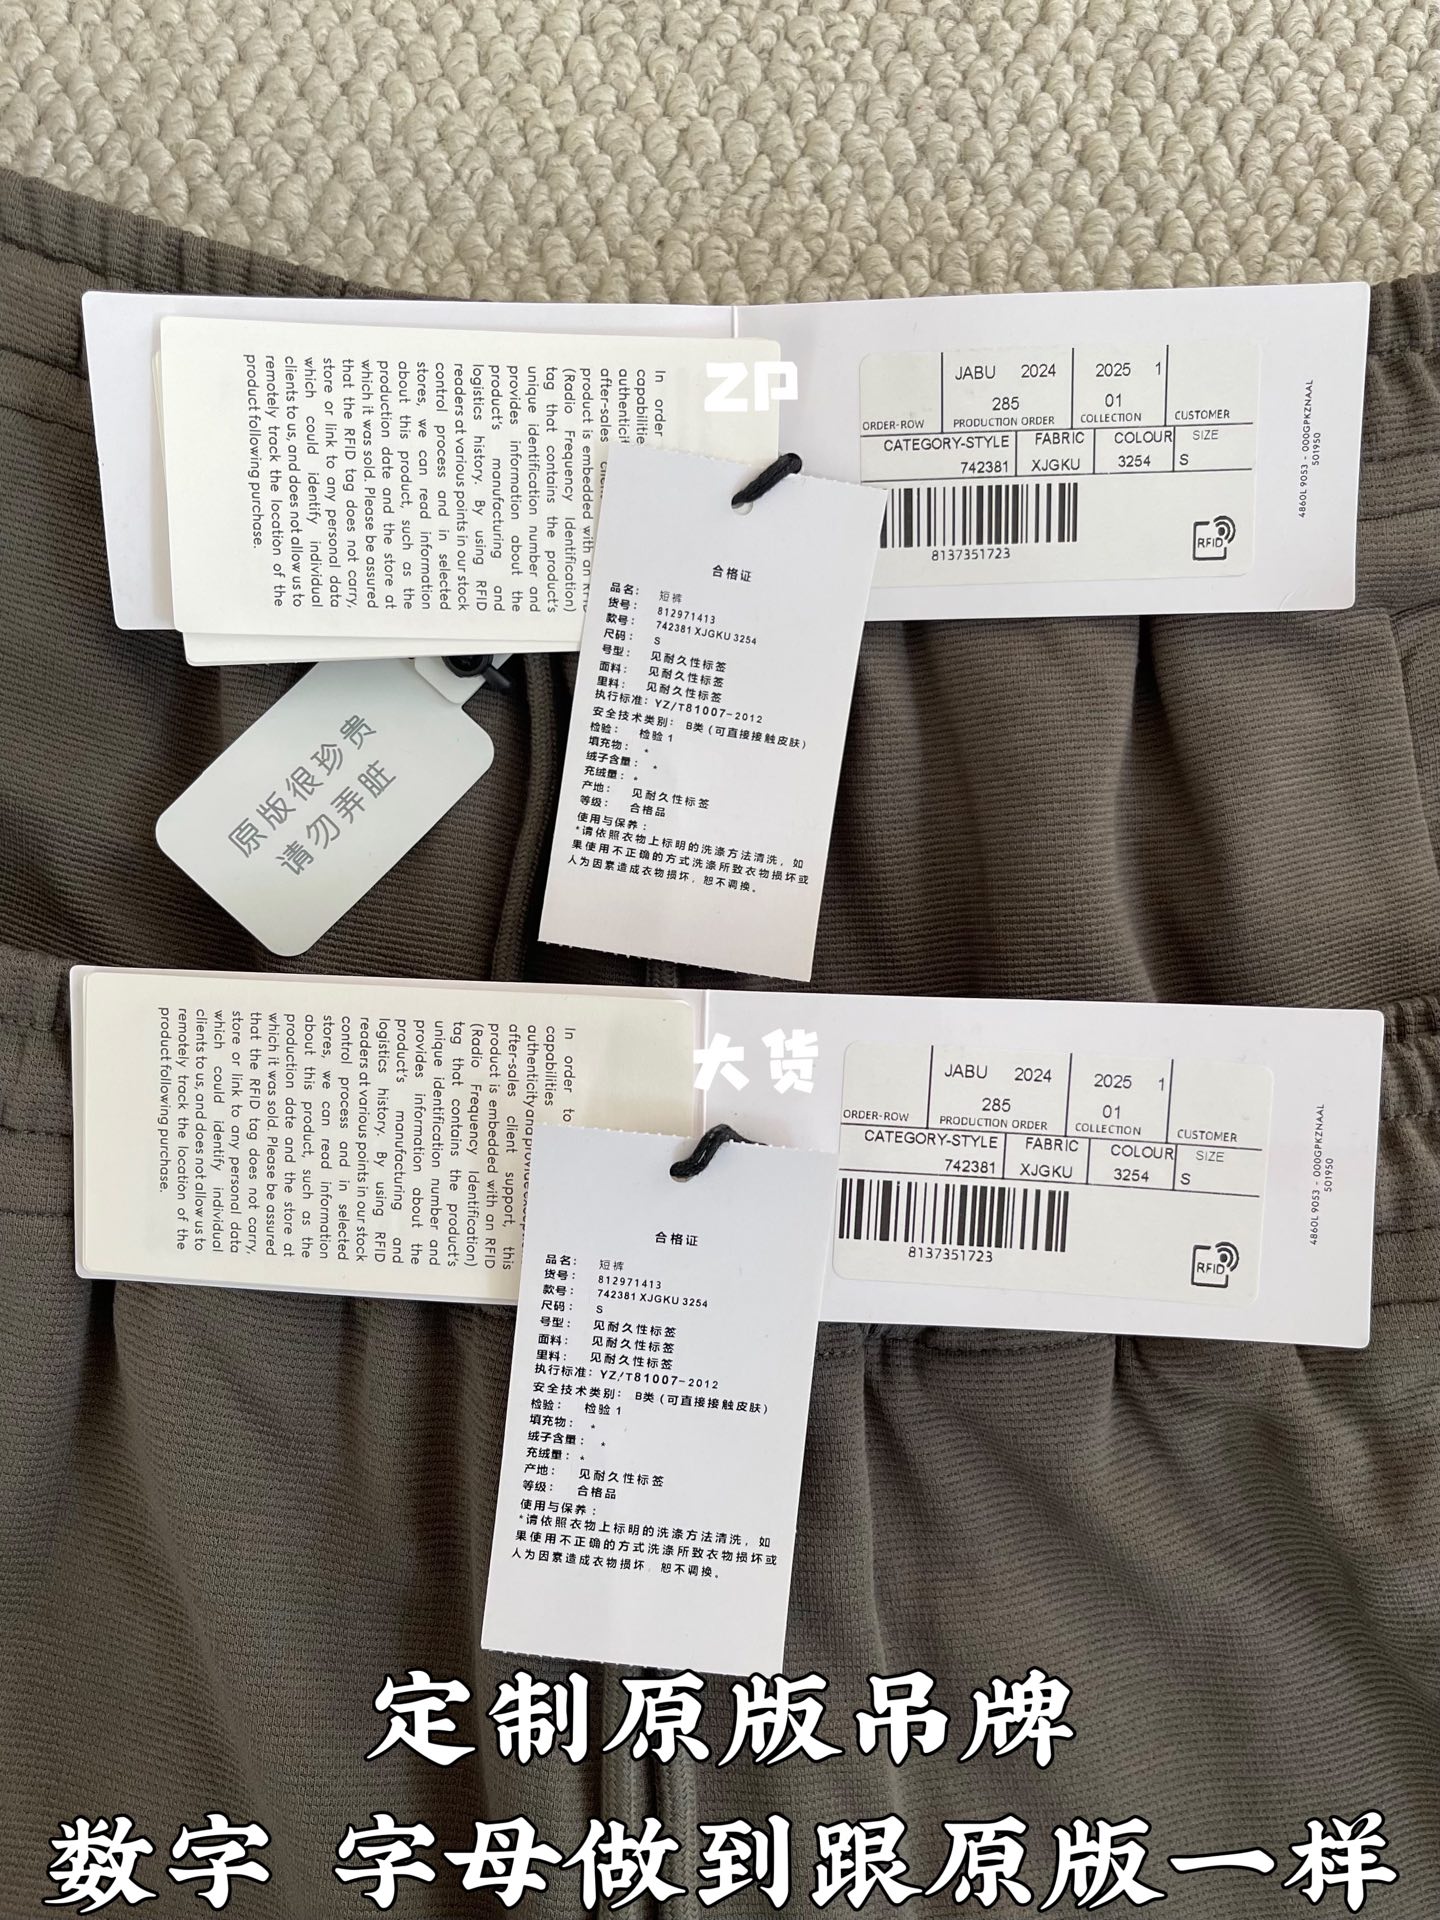 In order
capabilitie
authentici
after-sales clien
product is embedded with an RFID
(Radio Frequency Identification)
tag that contains the product's
unique identification number and
provides information about the
product's manufacturing and
logistics history. By using RFID
readers at various points in our stock
control process and in selected
stores, we can read information
about this product, such as the
production date and the store at
which it was sold. Please be assured
that the RFID tag does not carry,
store or link to any personal data
which could identify individual
clients to us, and does not allow us to
remotely track the location of the
product following purchase.
ZP
JABU 2024 2025 1
285 01
ORDER-ROW PRODUCTION ORDER COLLECTION CUSTOMER
CATEGORY-STYLE FABRIC COLOUR SIZE
742381 XJGKU 3254 S
8137351723
RFID
4860L 90S3 - 000GPKZNAAL
501950
合格证
品名： 短裤
货号： 812971413
款号： 742381 XJGKU 3254
尺码： S
号型： 见耐久性标签
面料： 见耐久性标签
里料： 见耐久性标签
执行标准： YZ/T81007-2012
安全技术类别： B类（可直接接触皮肤）
检验： 检验 1
填充物： *
绒子含量： *
充绒量： *
产地： 见耐久性标签
等级： 合格品
使用与保养：
*请依照衣物上标明的洗涤方法清洗，如
果使用不正确的方式洗涤所致衣物损坏或
人为因素造成衣物损坏，恕不调换。
原版很珍贵
请勿弄脏
In order to
capabilities
authenticity and provide excep
after-sales client support, this
product is embedded with an RFID
(Radio Frequency Identification)
tag that contains the product's
unique identification number and
provides information about the
product's manufacturing and
logistics history. By using RFID
readers at various points in our stock
control process and in selected
stores, we can read information
about this product, such as the
production date and the store at
which it was sold. Please be assured
that the RFID tag does not carry,
store or link to any personal data
which could identify individual
clients to us, and does not allow us to
remotely track the location of the
product following purchase.
大货
JABU 2024 2025 1
285 01
ORDER-ROW PRODUCTION ORDER COLLECTION CUSTOMER
CATEGORY-STYLE FABRIC COLOUR SIZE
742381 XJGKU 3254 S
8137351723
RFID
4860L 90S3 - 000GPKZNAAL
501950
合格证
品名： 短裤
货号： 812971413
款号： 742381 XJGKU 3254
尺码： S
号型： 见耐久性标签
面料： 见耐久性标签
里料： 见耐久性标签
执行标准： YZ/T81007-2012
安全技术类别： B类（可直接接触皮肤）
检验： 检验 1
填充物： *
绒子含量： *
充绒量： *
产地： 见耐久性标签
等级： 合格品
使用与保养：
*请依照衣物上标明的洗涤方法清洗，如
果使用不正确的方式洗涤所致衣物损坏或
人为因素造成衣物损坏，恕不调换。
定制原版吊牌
数字 字母做到跟原版一样